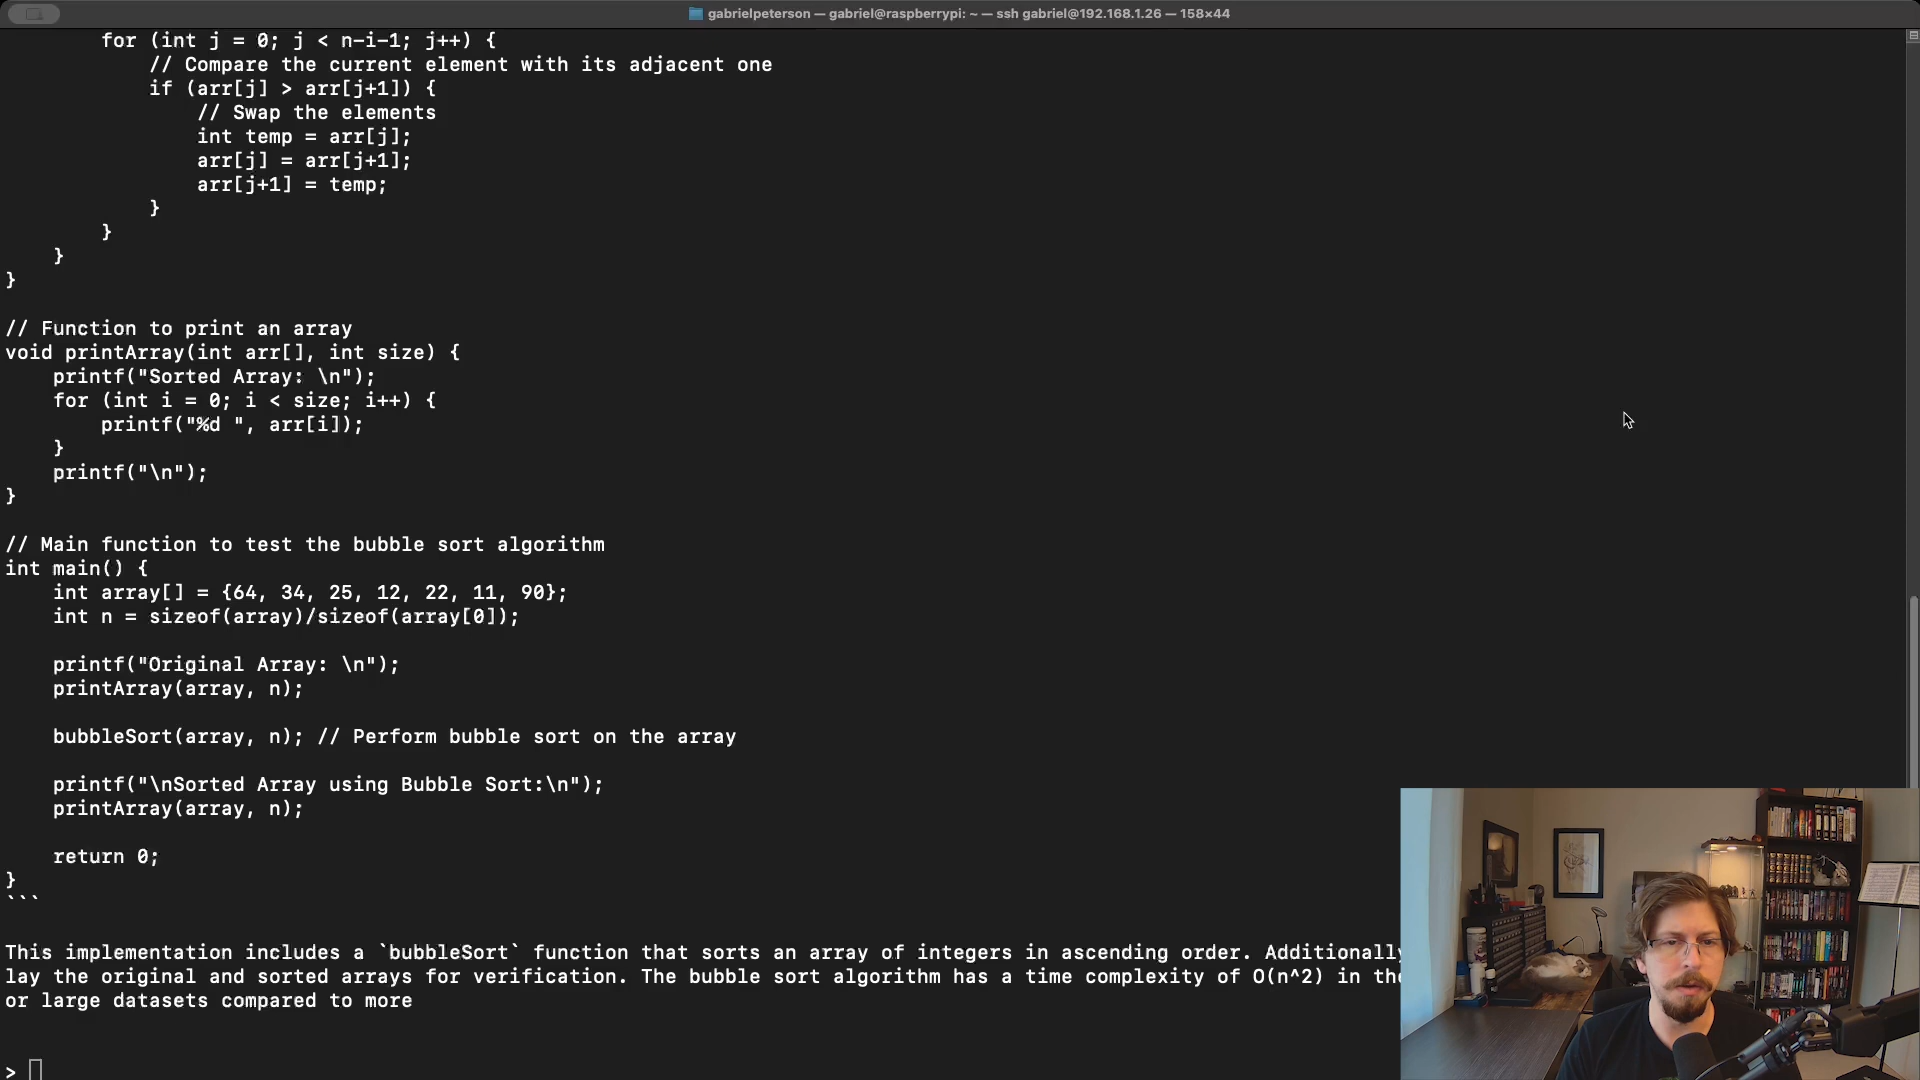 gabrielpeterson — gabriel@raspberrypi: ~ — ssh gabriel@192.168.1.26 — 158×44
        for (int j = 0; j < n-i-1; j++) {
            // Compare the current element with its adjacent one
            if (arr[j] > arr[j+1]) {
                // Swap the elements
                int temp = arr[j];
                arr[j] = arr[j+1];
                arr[j+1] = temp;
            }
        }
    }
}
// Function to print an array
void printArray(int arr[], int size) {
    printf("Sorted Array: \n");
    for (int i = 0; i < size; i++) {
        printf("%d ", arr[i]);
    }
    printf("\n");
}
// Main function to test the bubble sort algorithm
int main() {
    int array[] = {64, 34, 25, 12, 22, 11, 90};
    int n = sizeof(array)/sizeof(array[0]);
    printf("Original Array: \n");
    printArray(array, n);
    bubbleSort(array, n); // Perform bubble sort on the array
    printf("\nSorted Array using Bubble Sort:\n");
    printArray(array, n);
    return 0;
}
```
This implementation includes a `bubbleSort` function that sorts an array of integers in ascending order. Additionally
lay the original and sorted arrays for verification. The bubble sort algorithm has a time complexity of O(n^2) in the
or large datasets compared to more
>